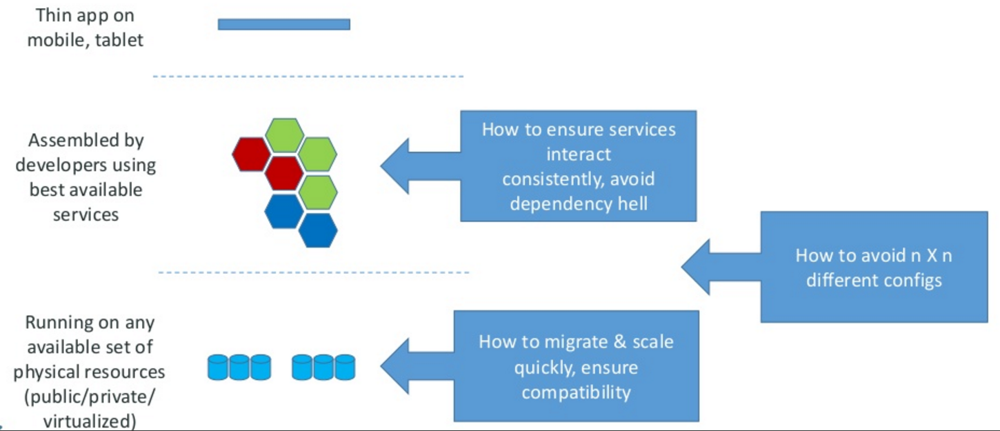 Thin app on
mobile, tablet
Assembled by
developers using
best available
services
How to ensure services
interact
consistently, avoid
dependency hell
How to avoid n X n
different configs
Running on any
available set of
physical resources
(public/private/
virtualized)
How to migrate & scale
quickly, ensure
compatibility